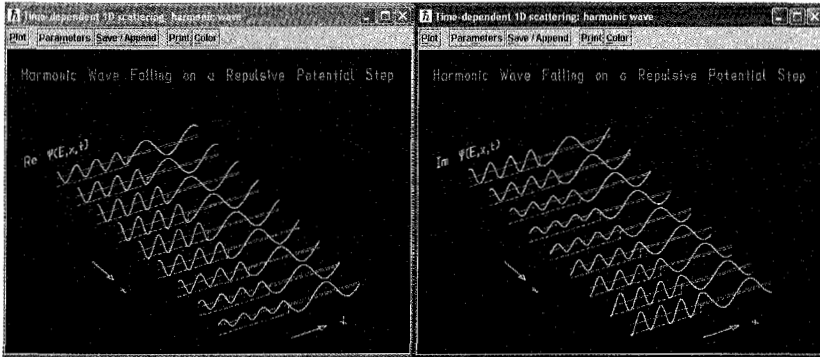 Time-dependent 1D scattering: harmonic wave
Plot Parameters Save / Append Print Color
Harmonic Wave Falling on a Repulsive Potential Step
Re Ψ(E,x,t)
x
Time-dependent 1D scattering: harmonic wave
Plot Parameters Save / Append Print Color
Harmonic Wave Falling on a Repulsive Potential Step
Im Ψ(E,x,t)
x